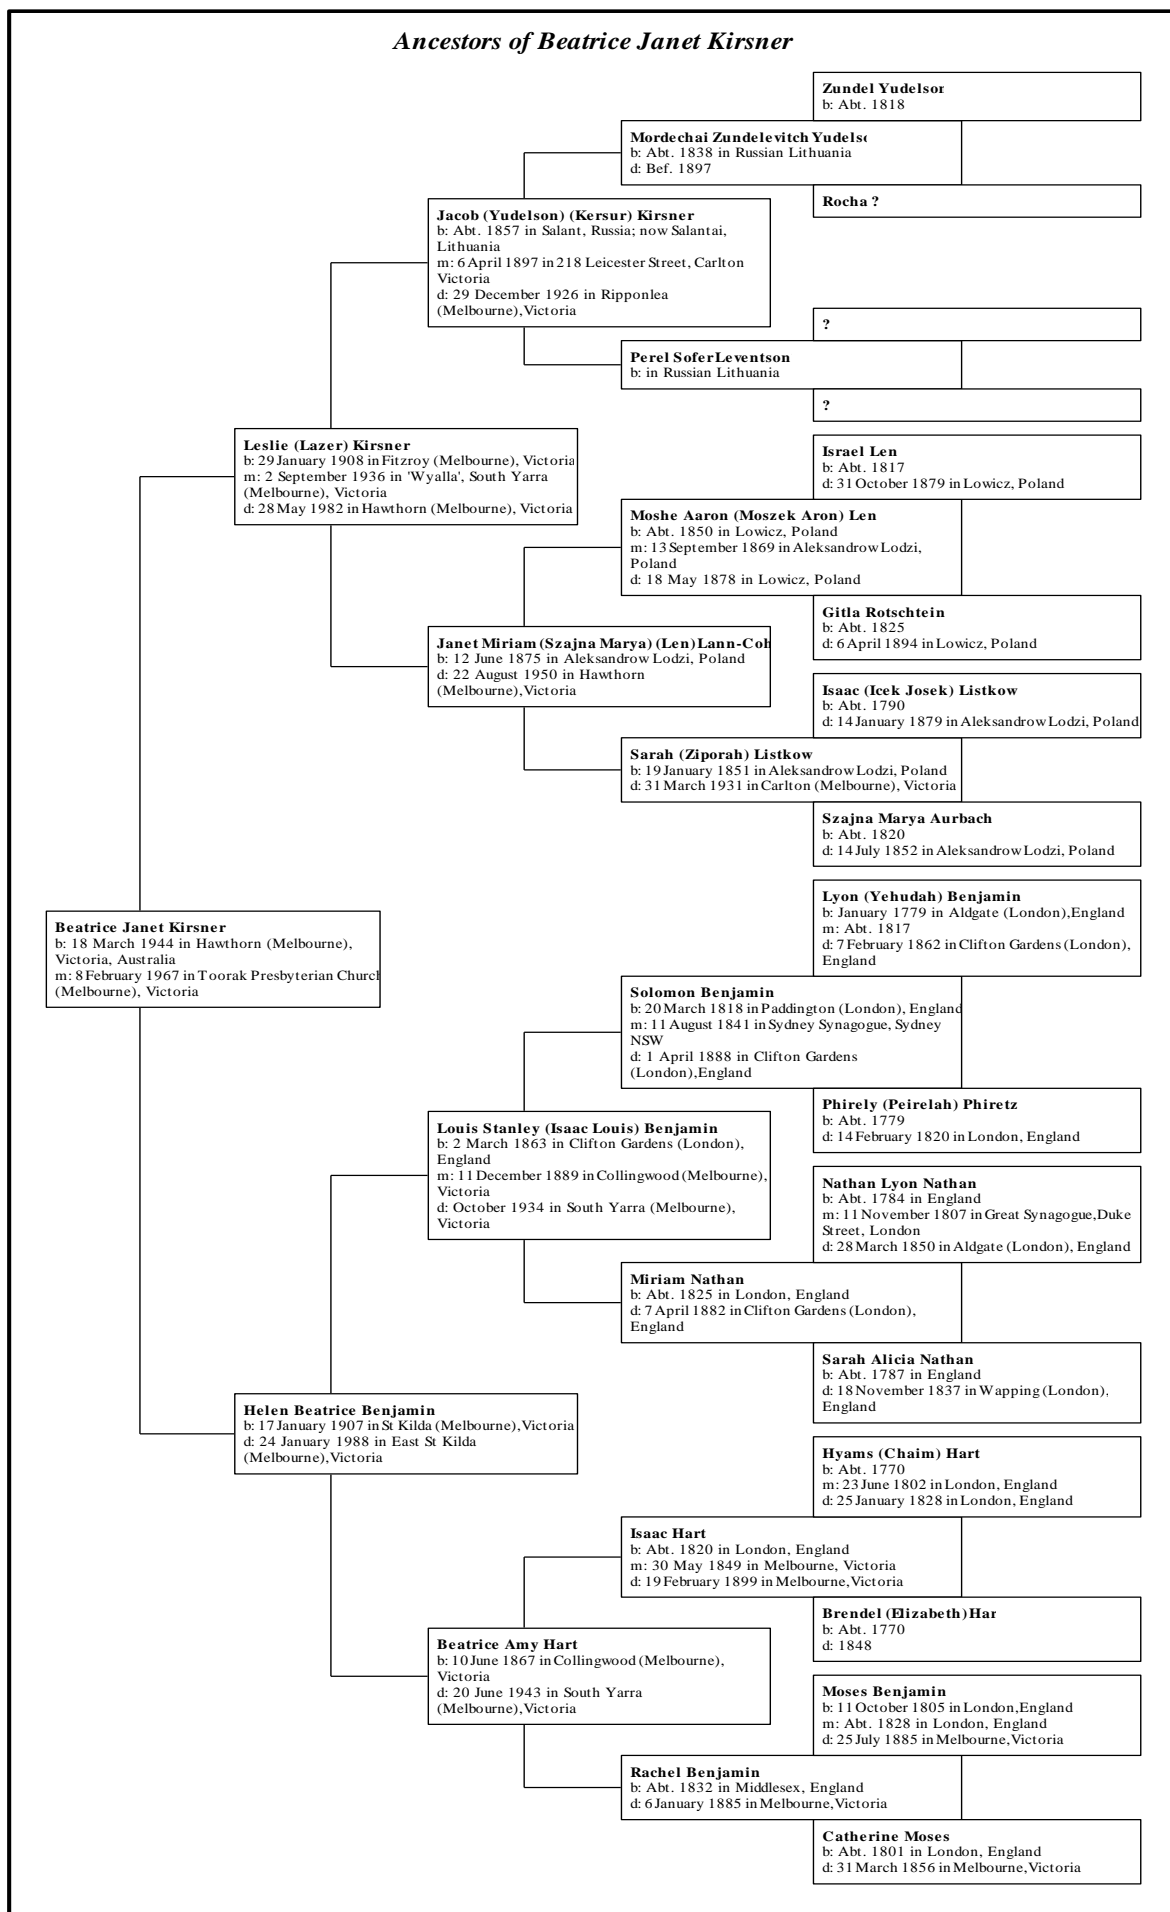 Ancestors of Beatrice Janet Kirsner
Zundel Yudelson
b: Abt. 1818
Mordechai Zundelevitch Yudelso
b: Abt. 1838 in Russian Lithuania
d: Bef. 1897
Rocha ?
Jacob (Yudelson) (Kersur) Kirsner
b: Abt. 1857 in Salant, Russia; now Salantai,
Lithuania
m: 6 April 1897 in 218 Leicester Street, Carlton
Victoria
d: 29 December 1926 in Ripponlea
(Melbourne), Victoria
?
Perel Sofer Leventson
b: in Russian Lithuania
?
Leslie (Lazer) Kirsner
b: 29 January 1908 in Fitzroy (Melbourne), Victoria
m: 2 September 1936 in 'Wyalla', South Yarra
(Melbourne), Victoria
d: 28 May 1982 in Hawthorn (Melbourne), Victoria
Israel Len
b: Abt. 1817
d: 31 October 1879 in Lowicz, Poland
Moshe Aaron (Moszek Aron) Len
b: Abt. 1850 in Lowicz, Poland
m: 13 September 1869 in Aleksandrow Lodzi,
Poland
d: 18 May 1878 in Lowicz, Poland
Gitla Rotschtein
b: Abt. 1825
d: 6 April 1894 in Lowicz, Poland
Janet Miriam (Szajna Marya) (Len) Lann-Coh
b: 12 June 1875 in Aleksandrow Lodzi, Poland
d: 22 August 1950 in Hawthorn
(Melbourne), Victoria
Isaac (Icek Josek) Listkow
b: Abt. 1790
d: 14 January 1879 in Aleksandrow Lodzi, Poland
Sarah (Ziporah) Listkow
b: 19 January 1851 in Aleksandrow Lodzi, Poland
d: 31 March 1931 in Carlton (Melbourne), Victoria
Szajna Marya Aurbach
b: Abt. 1820
d: 14 July 1852 in Aleksandrow Lodzi, Poland
Beatrice Janet Kirsner
b: 18 March 1944 in Hawthorn (Melbourne),
Victoria, Australia
m: 8 February 1967 in Toorak Presbyterian Church
(Melbourne), Victoria
Lyon (Yehudah) Benjamin
b: January 1779 in Aldgate (London), England
m: Abt. 1817
d: 7 February 1862 in Clifton Gardens (London),
England
Solomon Benjamin
b: 20 March 1818 in Paddington (London), England
m: 11 August 1841 in Sydney Synagogue, Sydney
NSW
d: 1 April 1888 in Clifton Gardens
(London), England
Phirely (Peirelah) Phiretz
b: Abt. 1779
d: 14 February 1820 in London, England
Louis Stanley (Isaac Louis) Benjamin
b: 2 March 1863 in Clifton Gardens (London),
England
m: 11 December 1889 in Collingwood (Melbourne),
Victoria
d: October 1934 in South Yarra (Melbourne),
Victoria
Nathan Lyon Nathan
b: Abt. 1784 in England
m: 11 November 1807 in Great Synagogue, Duke
Street, London
d: 28 March 1850 in Aldgate (London), England
Miriam Nathan
b: Abt. 1825 in London, England
d: 7 April 1882 in Clifton Gardens (London),
England
Sarah Alicia Nathan
b: Abt. 1787 in England
d: 18 November 1837 in Wapping (London),
England
Helen Beatrice Benjamin
b: 17 January 1907 in St Kilda (Melbourne), Victoria
d: 24 January 1988 in East St Kilda
(Melbourne), Victoria
Hyams (Chaim) Hart
b: Abt. 1770
m: 23 June 1802 in London, England
d: 25 January 1828 in London, England
Isaac Hart
b: Abt. 1820 in London, England
m: 30 May 1849 in Melbourne, Victoria
d: 19 February 1899 in Melbourne, Victoria
Brendel (Elizabeth) Har
b: Abt. 1770
d: 1848
Beatrice Amy Hart
b: 10 June 1867 in Collingwood (Melbourne),
Victoria
d: 20 June 1943 in South Yarra
(Melbourne), Victoria
Moses Benjamin
b: 11 October 1805 in London, England
m: Abt. 1828 in London, England
d: 25 July 1885 in Melbourne, Victoria
Rachel Benjamin
b: Abt. 1832 in Middlesex, England
d: 6 January 1885 in Melbourne, Victoria
Catherine Moses
b: Abt. 1801 in London, England
d: 31 March 1856 in Melbourne, Victoria